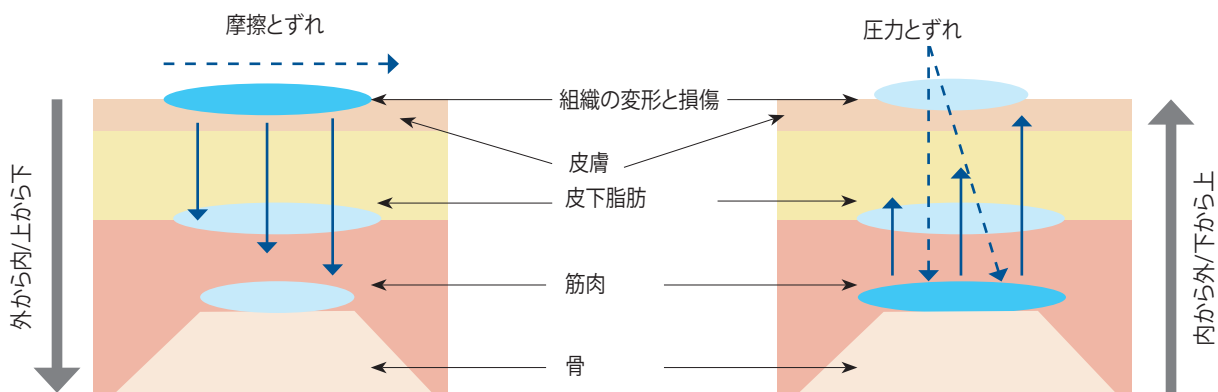 摩擦とずれ
圧力とずれ
組織の変形と損傷
皮膚
皮下脂肪
筋肉
骨
外から内/上から下
内から外/下から上